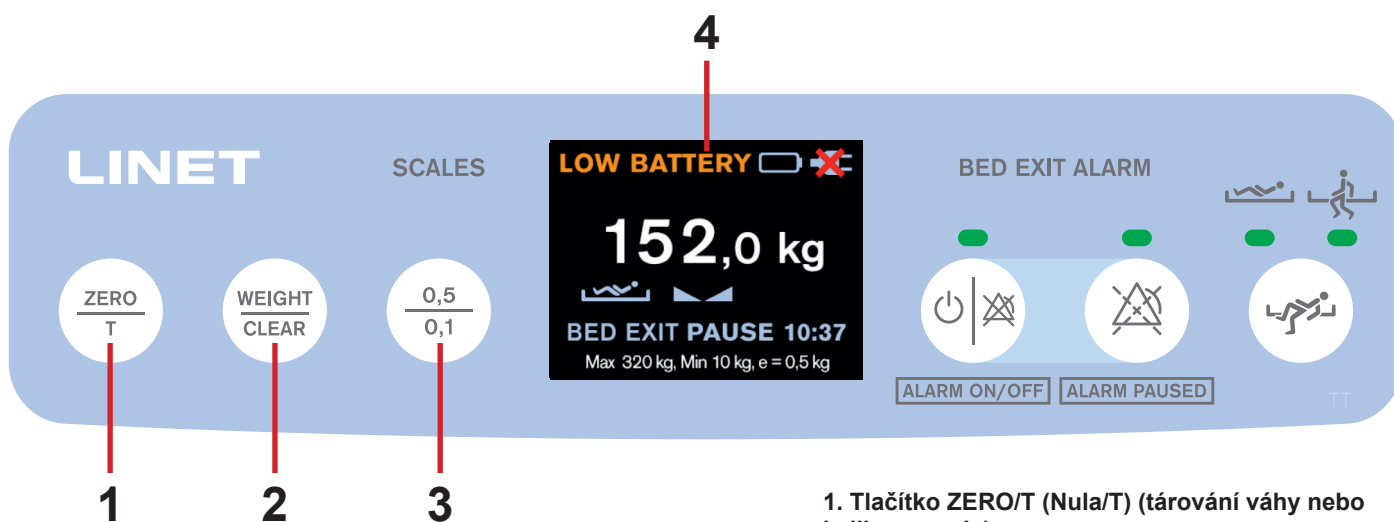 4
LINET
SCALES
LOW BATTERY
BED EXIT ALARM
152,0 kg
ZERO
T
WEIGHT
CLEAR
0,5
0,1
BED EXIT PAUSE 10:37
Max 320 kg, Min 10 kg, e = 0,5 kg
ALARM ON/OFF
ALARM PAUSED
TT
1
2
3
1. Tlačítko ZERO/T (Nula/T) (tárování váhy nebo